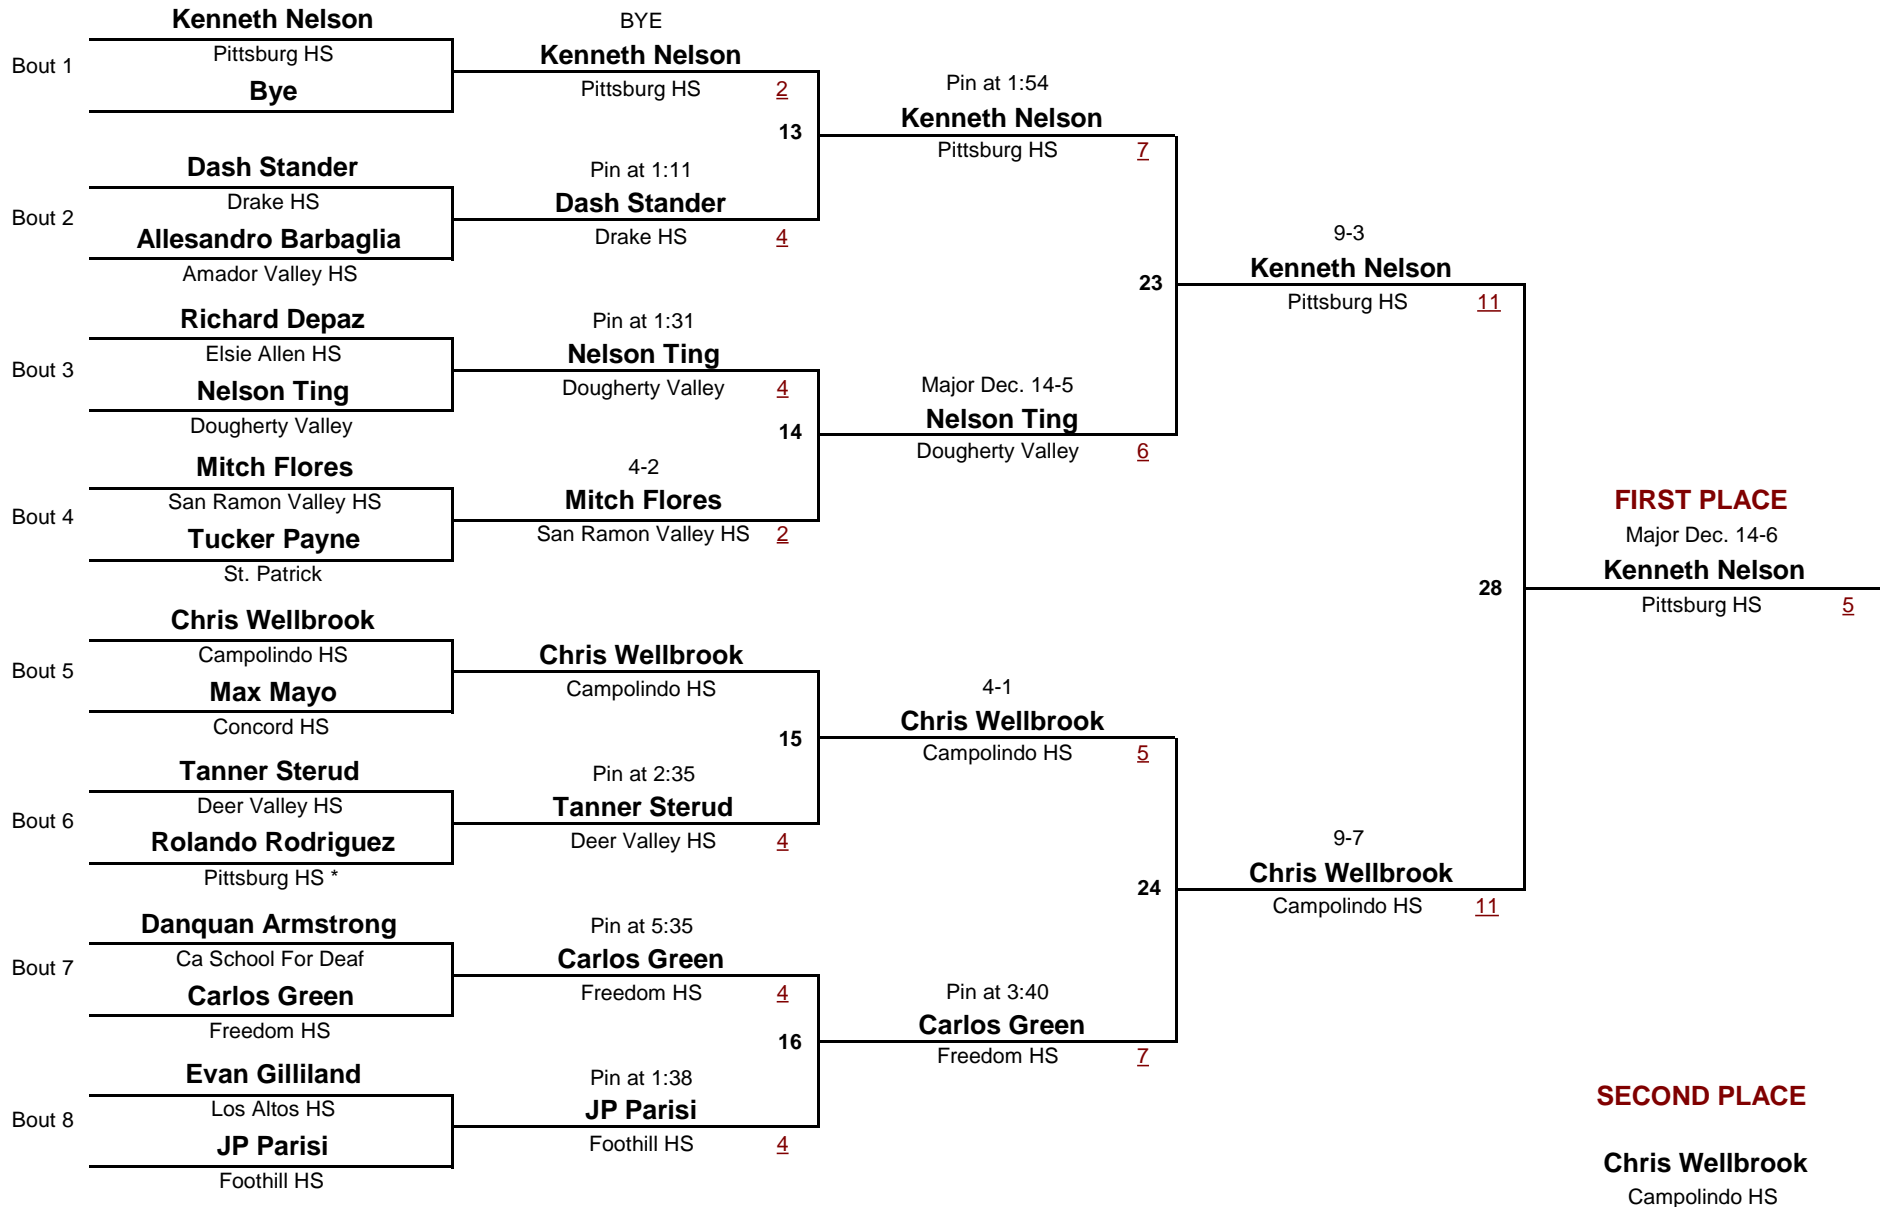 Kenneth Nelson
Bout 1
Pittsburg HS
Bye
BYE
Kenneth Nelson
Pittsburg HS 2
13
Dash Stander
Bout 2
Drake HS
Allesandro Barbaglia
Amador Valley HS
Pin at 1:11
Dash Stander
Drake HS 4
Pin at 1:54
Kenneth Nelson
Pittsburg HS 7
23
Richard Depaz
Bout 3
Elsie Allen HS
Nelson Ting
Dougherty Valley
Pin at 1:31
Nelson Ting
Dougherty Valley 4
14
Mitch Flores
Bout 4
San Ramon Valley HS
Tucker Payne
St. Patrick
4-2
Mitch Flores
San Ramon Valley HS 2
Major Dec. 14-5
Nelson Ting
Dougherty Valley 6
9-3
Kenneth Nelson
Pittsburg HS 11
28
Chris Wellbrook
Bout 5
Campolindo HS
Max Mayo
Concord HS
Chris Wellbrook
Campolindo HS
15
Tanner Sterud
Bout 6
Deer Valley HS
Rolando Rodriguez
Pittsburg HS *
Pin at 2:35
Tanner Sterud
Deer Valley HS 4
4-1
Chris Wellbrook
Campolindo HS 5
24
Danquan Armstrong
Bout 7
Ca School For Deaf
Carlos Green
Freedom HS
Pin at 5:35
Carlos Green
Freedom HS 4
16
Evan Gilliland
Bout 8
Los Altos HS
JP Parisi
Foothill HS
Pin at 1:38
JP Parisi
Foothill HS 4
Pin at 3:40
Carlos Green
Freedom HS 7
9-7
Chris Wellbrook
Campolindo HS 11
FIRST PLACE
Major Dec. 14-6
Kenneth Nelson
Pittsburg HS 5
SECOND PLACE
Chris Wellbrook
Campolindo HS